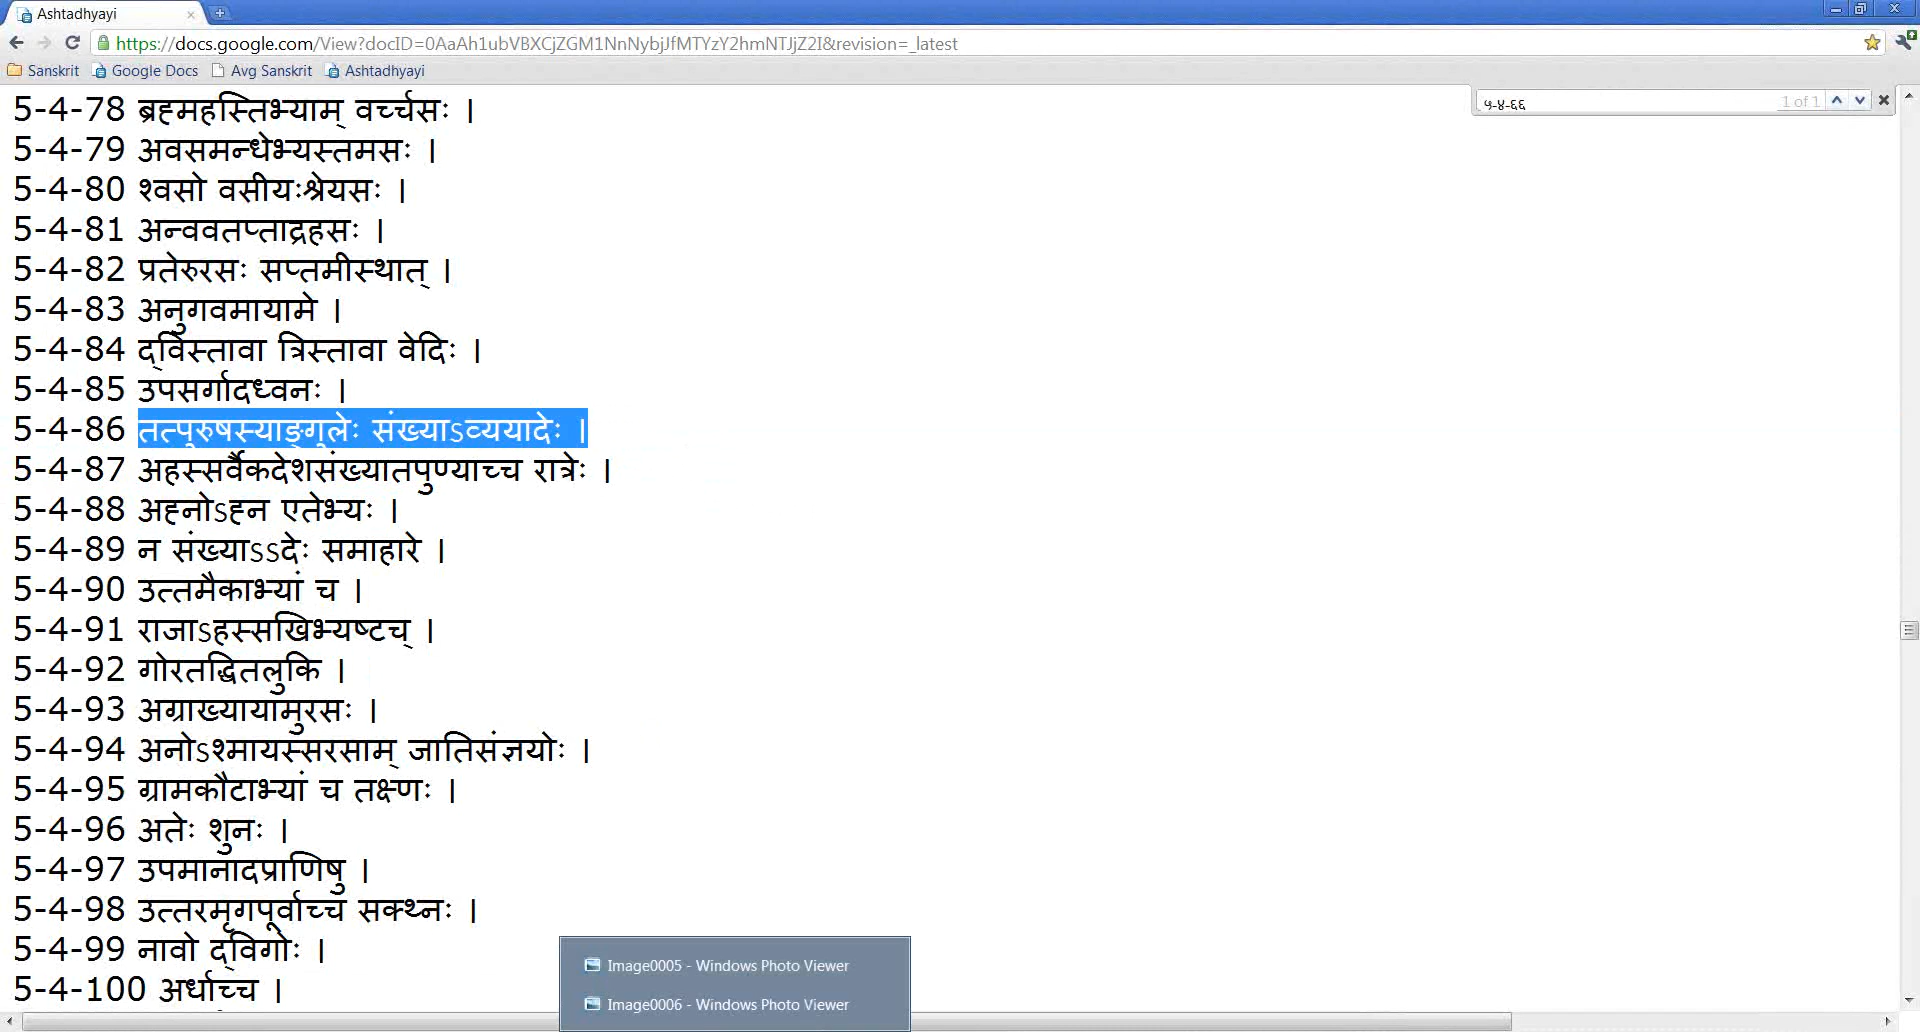 Ashtadhyayi
https://docs.google.com/View?docID=0AaAh1ubVBXCjZGM1NnNybjJfMTYzY2hmNTJjZ2I&revision=_latest
Sanskrit Google Docs Avg Sanskrit Ashtadhyayi
५-४-६६ 1 of 1
5-4-78 ब्रह्महस्तिभ्याम् वर्च्चसः ।
5-4-79 अवसमन्धेभ्यस्तमसः ।
5-4-80 श्वसो वसीयःश्रेयसः ।
5-4-81 अन्ववतप्ताद्रहसः ।
5-4-82 प्रतेरुरसः सप्तमीस्थात् ।
5-4-83 अनुगवमायामे ।
5-4-84 द्विस्तावा त्रिस्तावा वेदिः ।
5-4-85 उपसर्गादध्वनः ।
5-4-86 तत्पुरुषस्याङ्गुलेः संख्याऽव्ययादेः ।
5-4-87 अहस्सर्वैकदेशसंख्यातपुण्याच्च रात्रेः ।
5-4-88 अह्नोऽह्न एतेभ्यः ।
5-4-89 न संख्याऽऽदेः समाहारे ।
5-4-90 उत्तमैकाभ्यां च ।
5-4-91 राजाऽहस्सखिभ्यष्टच् ।
5-4-92 गोरतद्धितलुकि ।
5-4-93 अग्राख्यायामुरसः ।
5-4-94 अनोऽश्मायस्सरसाम् जातिसंज्ञयोः ।
5-4-95 ग्रामकौटाभ्यां च तक्ष्णः ।
5-4-96 अतेः शुनः ।
5-4-97 उपमानादप्राणिषु ।
5-4-98 उत्तरमृगपूर्वाच्च सक्थ्नः ।
5-4-99 नावो द्विगोः ।
5-4-100 अर्धाच्च ।
Image0005 - Windows Photo Viewer
Image0006 - Windows Photo Viewer